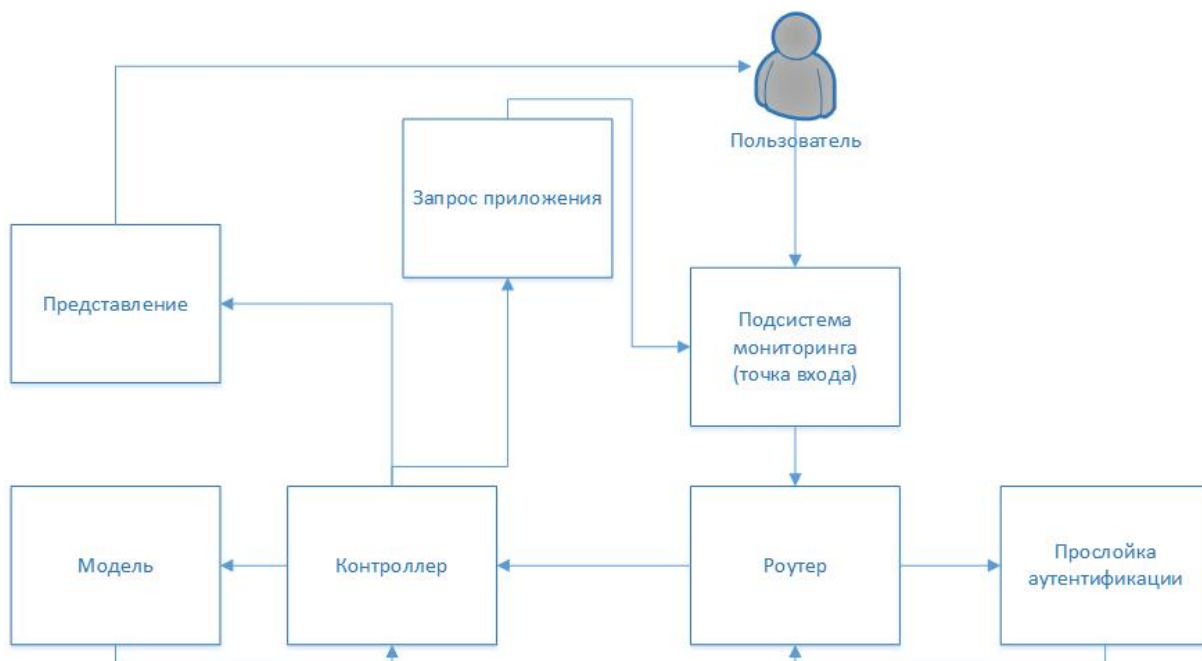 Пользователь
Запрос приложения
Представление
Подсистема
мониторинга
(точка входа)
Модель
Контроллер
Роутер
Прослойка
аутентификации